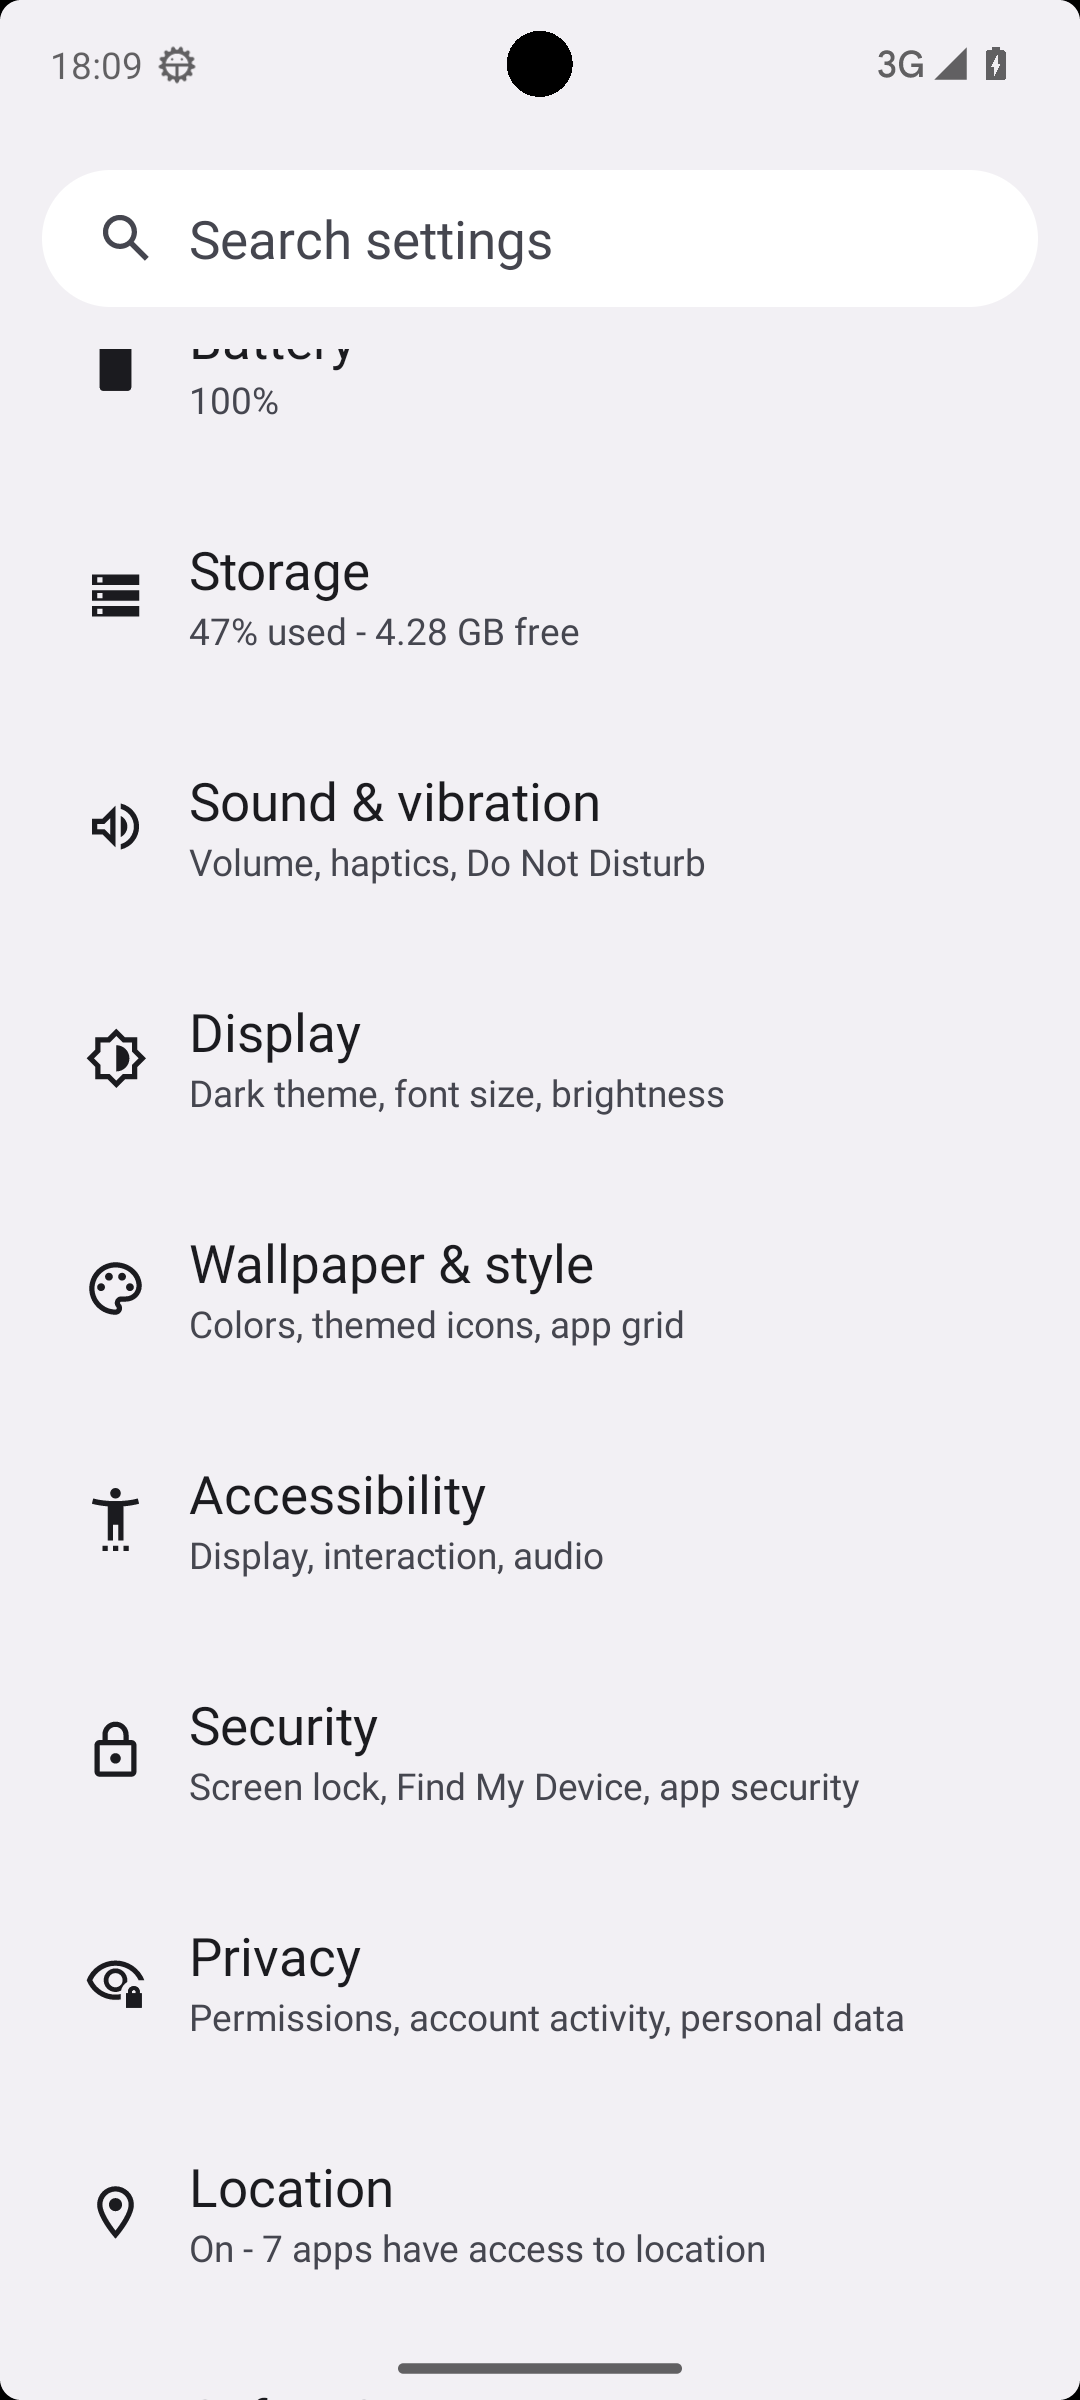 18:09
3G
Search settings
Battery
100%
Storage
47% used - 4.28 GB free
Sound & vibration
Volume, haptics, Do Not Disturb
Display
Dark theme, font size, brightness
Wallpaper & style
Colors, themed icons, app grid
Accessibility
Display, interaction, audio
Security
Screen lock, Find My Device, app security
Privacy
Permissions, account activity, personal data
Location
On - 7 apps have access to location